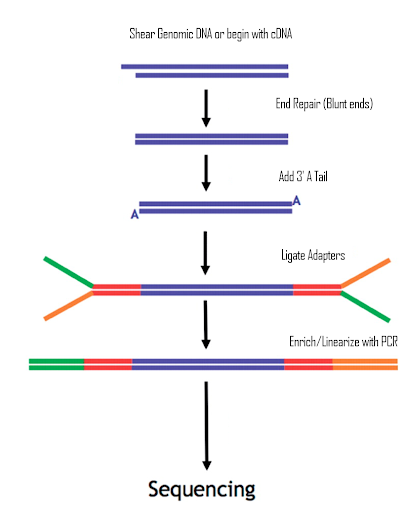 Shear Genomic DNA or begin with cDNA
End Repair (Blunt ends)
Add 3' A Tail
A
A
Ligate Adapters
Enrich/Linearize with PCR
Sequencing